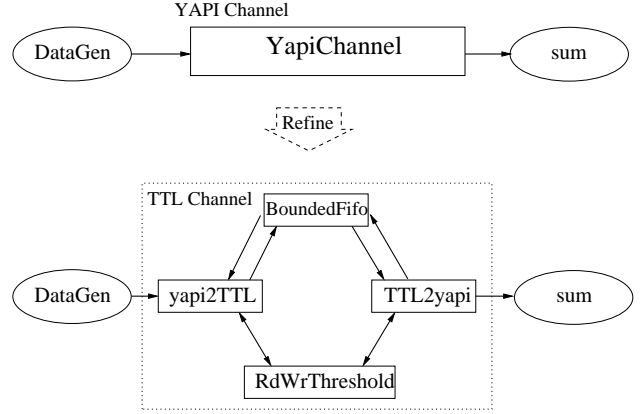 YAPI Channel
DataGen
YapiChannel
sum
Refine
TTL Channel
BoundedFifo
DataGen
yapi2TTL
TTL2yapi
sum
RdWrThreshold